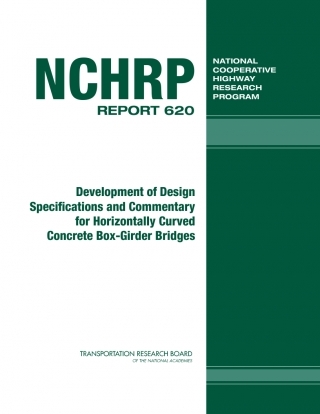 NCHRP
REPORT 620
NATIONAL
COOPERATIVE
HIGHWAY
RESEARCH
PROGRAM
Development of Design
Specifications and Commentary
for Horizontally Curved
Concrete Box-Girder Bridges
TRANSPORTATION RESEARCH BOARD
OF THE NATIONAL ACADEMIES